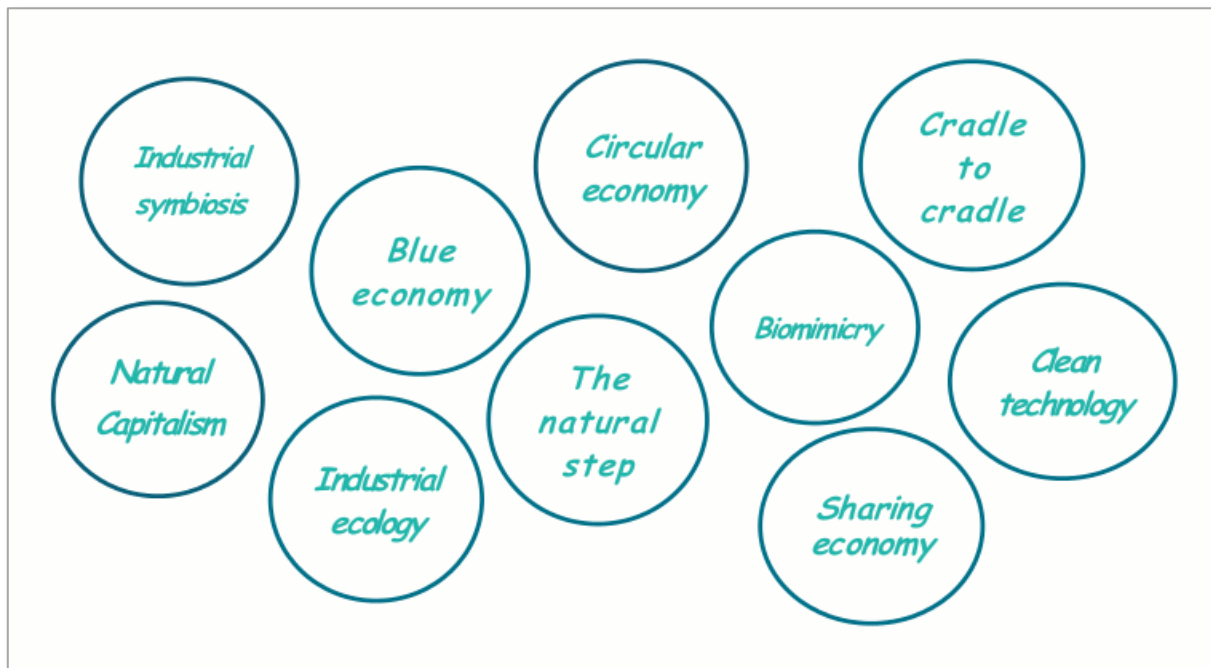 Industrial
symbiosis
Blue
economy
Circular
economy
Cradle
to
cradle
Natural
Capitalism
Industrial
ecology
The
natural
step
Biomimicry
Clean
technology
Sharing
economy